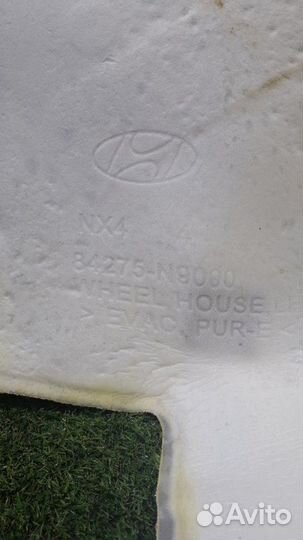 NX4
84275-N9000
WHEEL HOUSE
> EVAC, PUR-E <
Avito